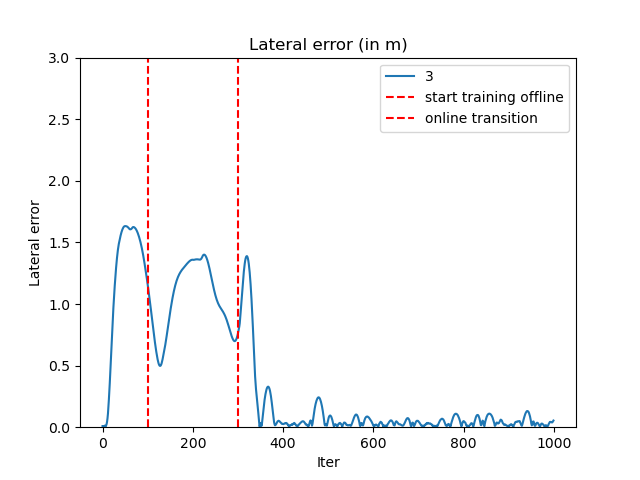 Lateral error (in m)
3
start training offline
online transition
Lateral error
3.0
2.5
2.0
1.5
1.0
0.5
0.0
0
200
400
600
800
1000
Iter